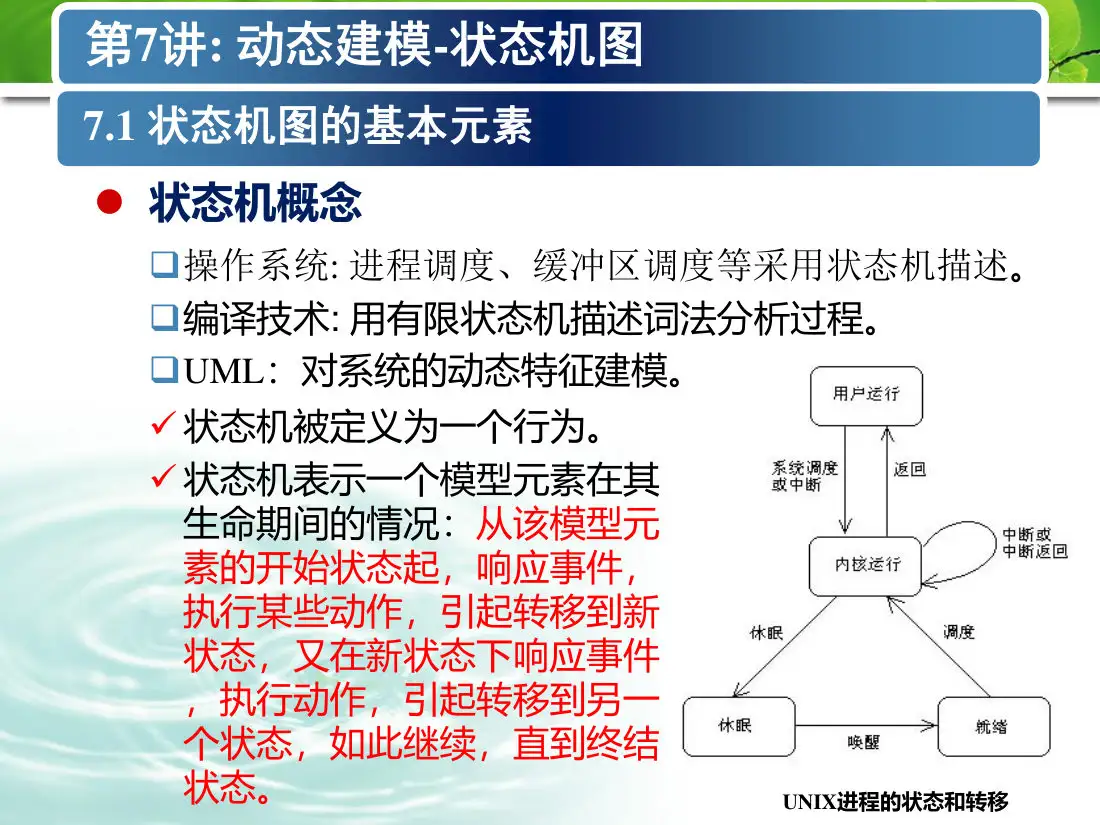 第7讲: 动态建模-状态机图
7.1 状态机图的基本元素
状态机概念
操作系统: 进程调度、缓冲区调度等采用状态机描述。
编译技术: 用有限状态机描述词法分析过程。
UML：对系统的动态特征建模。
状态机被定义为一个行为。
状态机表示一个模型元素在其
生命期间的情况：从该模型元
素的开始状态起，响应事件，
执行某些动作，引起转移到新
状态，又在新状态下响应事件
，执行动作，引起转移到另一
个状态，如此继续，直到终结
状态。
用户运行
系统调度
或中断
返回
内核运行
中断或
中断返回
休眠
调度
休眠
唤醒
就绪
UNIX进程的状态和转移